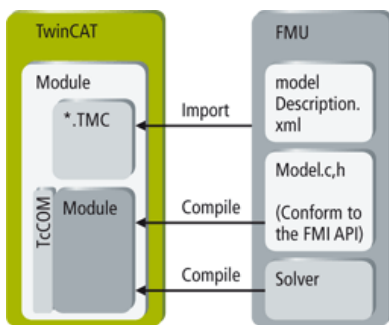 TwinCAT
Module
*.TMC
TcCOM
Module
Import
Compile
Compile
FMU
model
Description.
xml
Model.c,h
(Conform to
the FMI API)
Solver